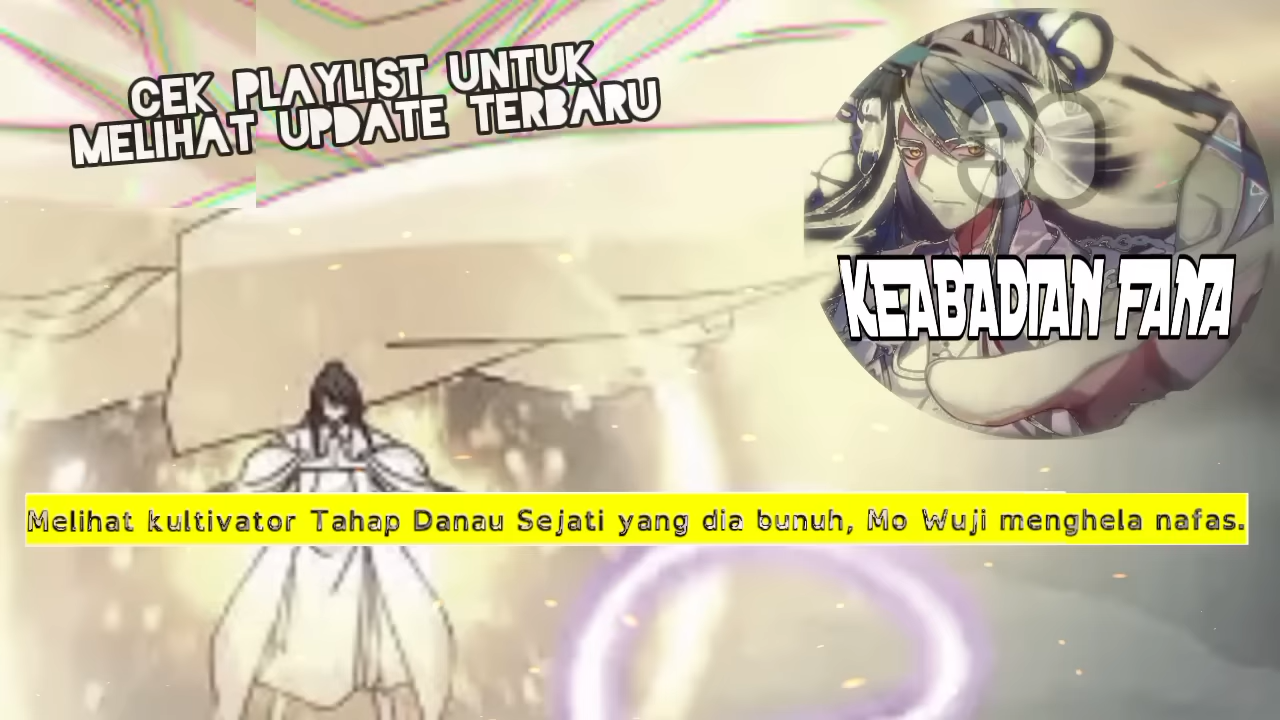 CEK PLAYLIST UNTUK
MELIHAT UPDATE TERBARU
KEABADIAN FANA
Melihat kultivator Tahap Danau Sejati yang dia bunuh, Mo Wuji menghela nafas.